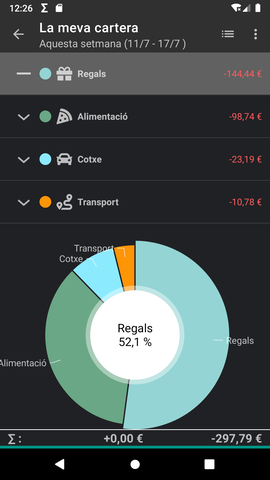 12:26
La meva cartera
Aquesta setmana (11/7 - 17/7 )
Regals -144,44 €
Alimentació -98,74 €
Cotxe -23,19 €
Transport -10,78 €
Transport
Cotxe
Regals
52,1 %
Regals
Alimentació
Σ : +0,00 € -297,79 €